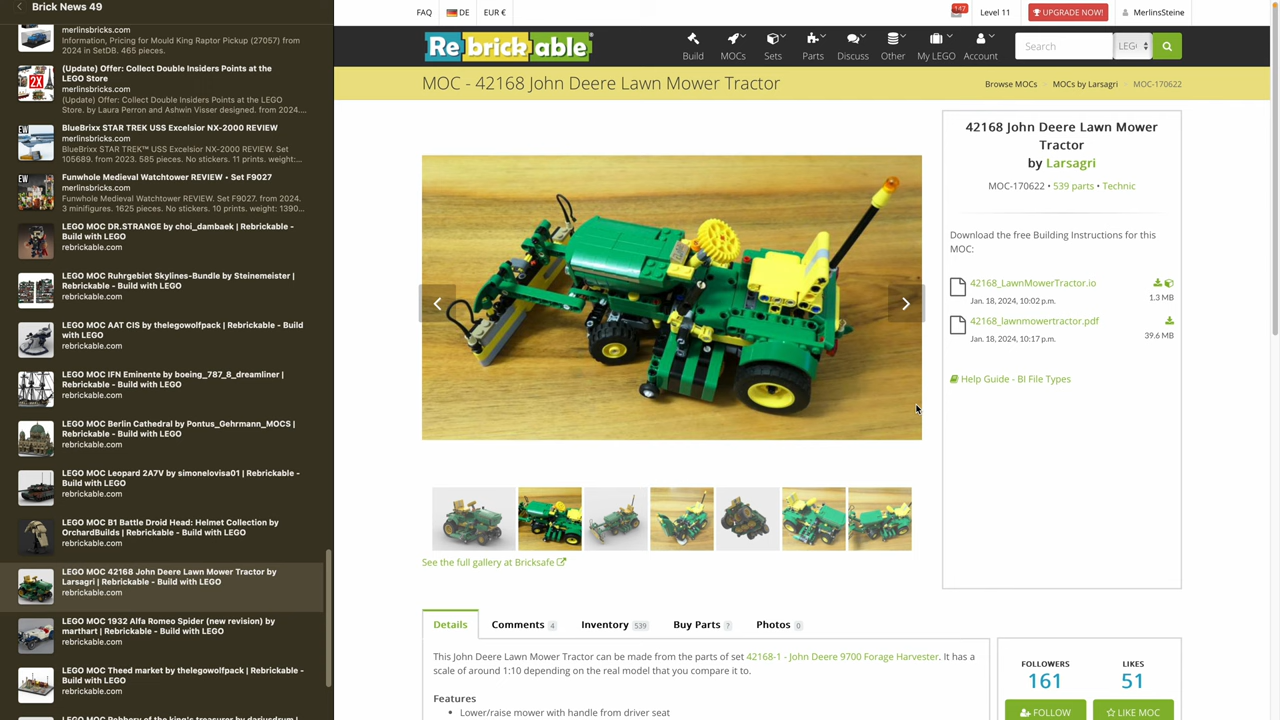 Brick News 49
merlinsbricks.com
Information, Pricing for Mould King Raptor Pickup (27057) from
2024 in SetDB. 465 pieces.
(Update) Offer: Collect Double Insiders Points at the
LEGO Store
merlinsbricks.com
(Update) Offer: Collect Double Insiders Points at the LEGO
Store. by Laura Perron and Ashwin Visser designed. from 2024....
BlueBrixx STAR TREK USS Excelsior NX-2000 REVIEW
merlinsbricks.com
BlueBrixx STAR TREK™ USS Excelsior NX-2000 REVIEW. Set
105689. from 2023. 585 pieces. No stickers. 11 prints. weight:...
Funwhole Medieval Watchtower REVIEW • Set F9027
merlinsbricks.com
Funwhole Medieval Watchtower REVIEW. Set F9027. from 2024.
3 minifigures. 1625 pieces. No stickers. 10 prints. weight: 1390...
LEGO MOC DR.STRANGE by choi_dambaek | Rebrickable -
Build with LEGO
rebrickable.com
LEGO MOC Ruhrgebiet Skylines-Bundle by Steinemeister |
Rebrickable - Build with LEGO
rebrickable.com
LEGO MOC AAT CIS by thelegowolfpack | Rebrickable - Build
with LEGO
rebrickable.com
LEGO MOC IFN Eminente by boeing_787_8_dreamliner |
Rebrickable - Build with LEGO
rebrickable.com
LEGO MOC Berlin Cathedral by Pontus_Gehrmann_MOCS |
Rebrickable - Build with LEGO
rebrickable.com
LEGO MOC Leopard 2A7V by simonelovisa01 | Rebrickable -
Build with LEGO
rebrickable.com
LEGO MOC B1 Battle Droid Head: Helmet Collection by
OrchardBuilds | Rebrickable - Build with LEGO
rebrickable.com
LEGO MOC 42168 John Deere Lawn Mower Tractor by
Larsagri | Rebrickable - Build with LEGO
rebrickable.com
LEGO MOC 1932 Alfa Romeo Spider (new revision) by
marthart | Rebrickable - Build with LEGO
rebrickable.com
LEGO MOC Theed market by thelegowolfpack | Rebrickable -
Build with LEGO
rebrickable.com
LEGO MOC Robbery of the king's treasurer by dariusdrum |
FAQ DE EUR € 147 Level 11 UPGRADE NOW! MerlinsSteine
Rebrickable Build MOCs Sets Parts Discuss Other My LEGO Account Search LEGO
MOC - 42168 John Deere Lawn Mower Tractor Browse MOCs MOCs by Larsagri MOC-170622
42168 John Deere Lawn Mower
Tractor
by Larsagri
MOC-170622 • 539 parts • Technic
Download the free Building Instructions for this
MOC:
42168_LawnMowerTractor.io
Jan. 18, 2024, 10:02 p.m. 1.3 MB
42168_lawnmowertractor.pdf
Jan. 18, 2024, 10:17 p.m. 39.6 MB
Help Guide - BI File Types
See the full gallery at Bricksafe
Details Comments 4 Inventory 539 Buy Parts 7 Photos 0
This John Deere Lawn Mower Tractor can be made from the parts of set 42168-1 - John Deere 9700 Forage Harvester. It has a
scale of around 1:10 depending on the real model that you compare it to.
Features
• Lower/raise mower with handle from driver seat
FOLLOWERS LIKES
161 51
FOLLOW LIKE MOC